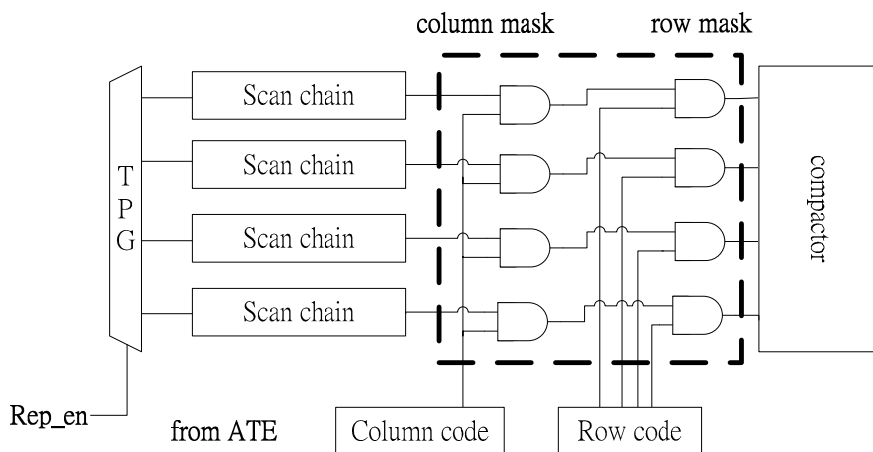 column mask
row mask
Scan chain
Scan chain
Scan chain
Scan chain
T
P
G
compactor
Rep_en
from ATE
Column code
Row code